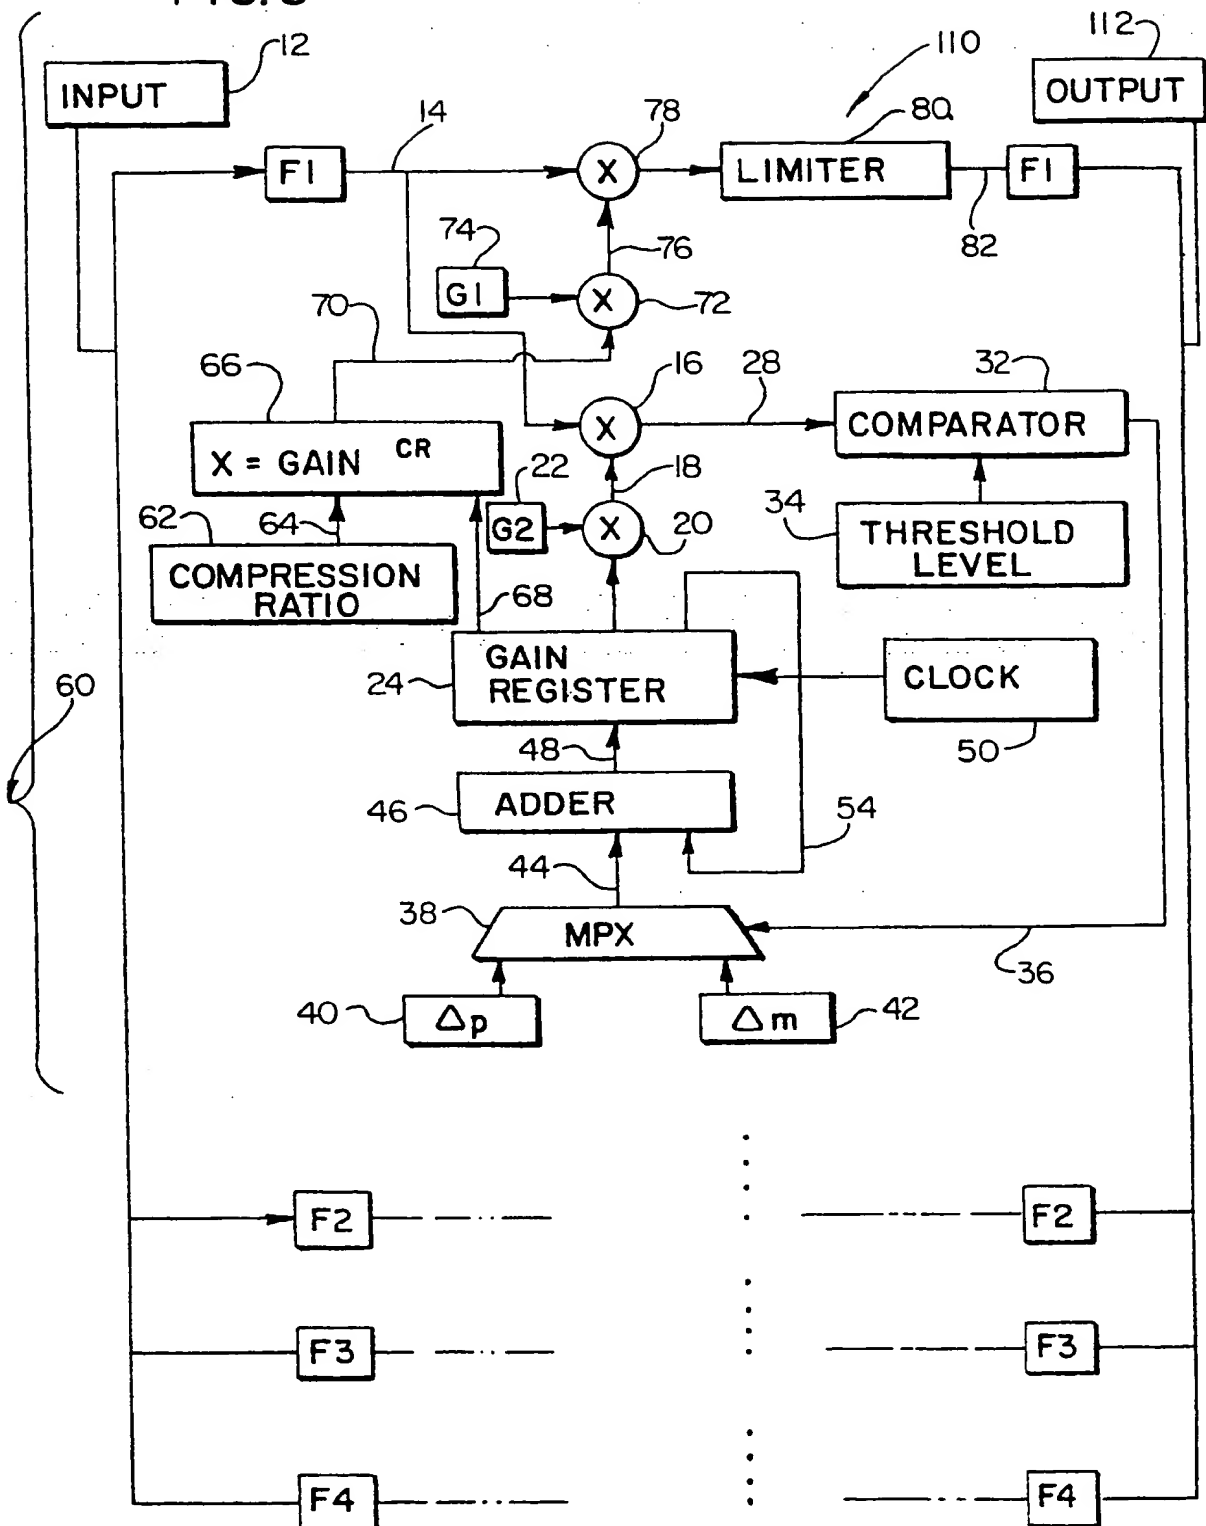 12
112
110
INPUT
OUTPUT
14
78
80
F1
X
LIMITER
F1
74
76
82
G1
X
72
70
66
16
28
32
X
COMPARATOR
X = GAIN CR
22
18
62
64
G2
X
20
34
THRESHOLD
LEVEL
COMPRESSION
RATIO
68
GAIN
REGISTER
24
CLOCK
60
48
50
46
ADDER
54
44
38
MPX
36
40
Δp
Δm
42
F2
F2
F3
F3
F4
F4